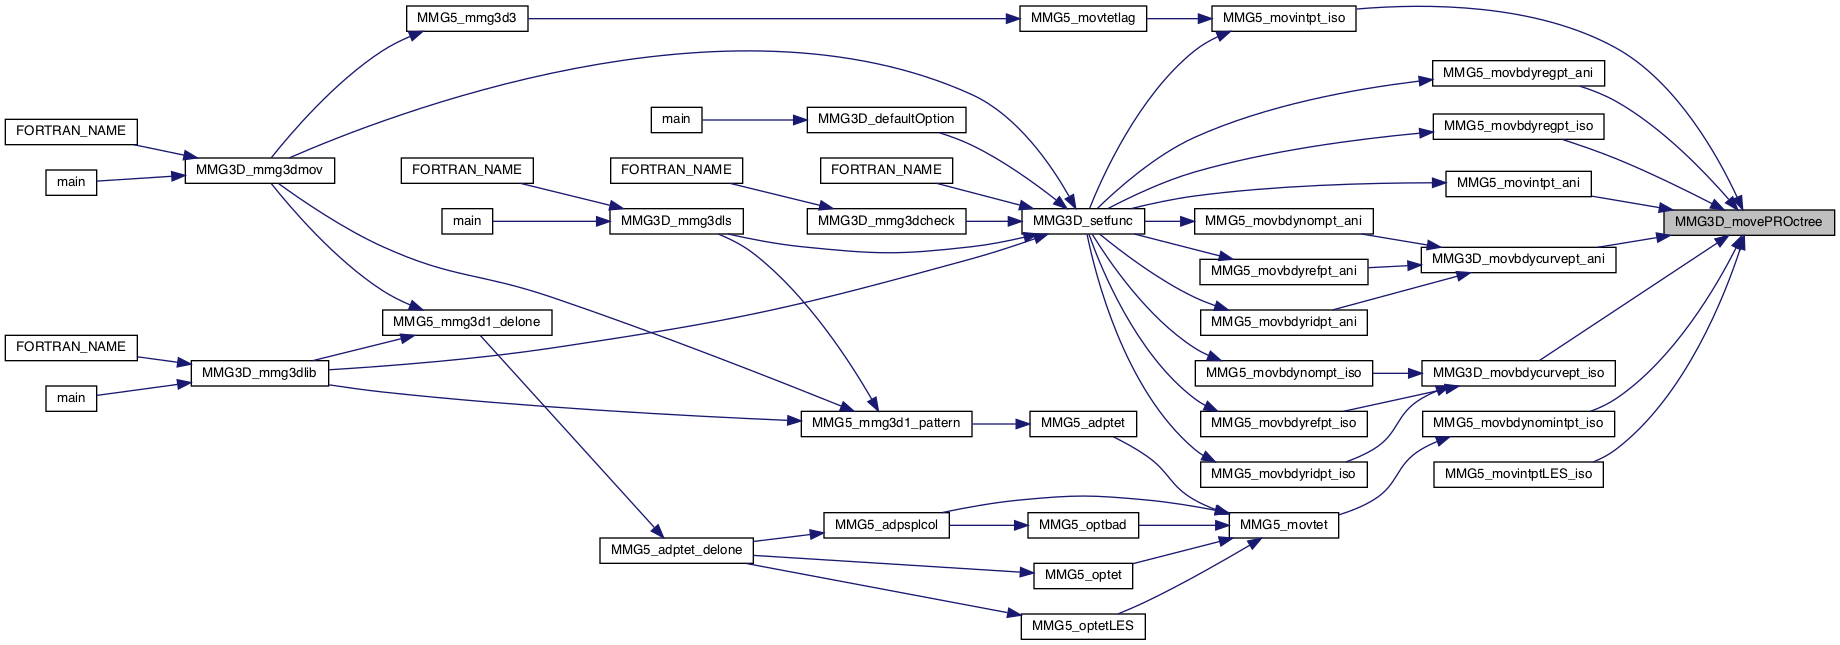 MMG5_mmg3d3
MMG5_movtetlag
MMG5_movintpt_iso
MMG5_movbdyregpt_ani
main
MMG3D_defaultOption
FORTRAN_NAME
MMG5_movbdyregpt_iso
MMG3D_mmg3dmov
FORTRAN_NAME
FORTRAN_NAME
FORTRAN_NAME
main
MMG5_movintpt_ani
main
MMG3D_mmg3dls
MMG3D_mmg3dcheck
MMG3D_setfunc
MMG5_movbdynompt_ani
MMG3D_movePROctree
MMG5_movbdyrefpt_ani
MMG3D_movbdycurvept_ani
MMG5_mmg3d1_delone
MMG5_movbdyridpt_ani
FORTRAN_NAME
MMG3D_mmg3dlib
MMG5_movbdynompt_iso
MMG3D_movbdycurvept_iso
main
MMG5_mmg3d1_pattern
MMG5_adptet
MMG5_movbdyrefpt_iso
MMG5_movbdynomintpt_iso
MMG5_movbdyridpt_iso
MMG5_movintptLES_iso
MMG5_adpsplcol
MMG5_optbad
MMG5_movtet
MMG5_adptet_delone
MMG5_optet
MMG5_optetLES